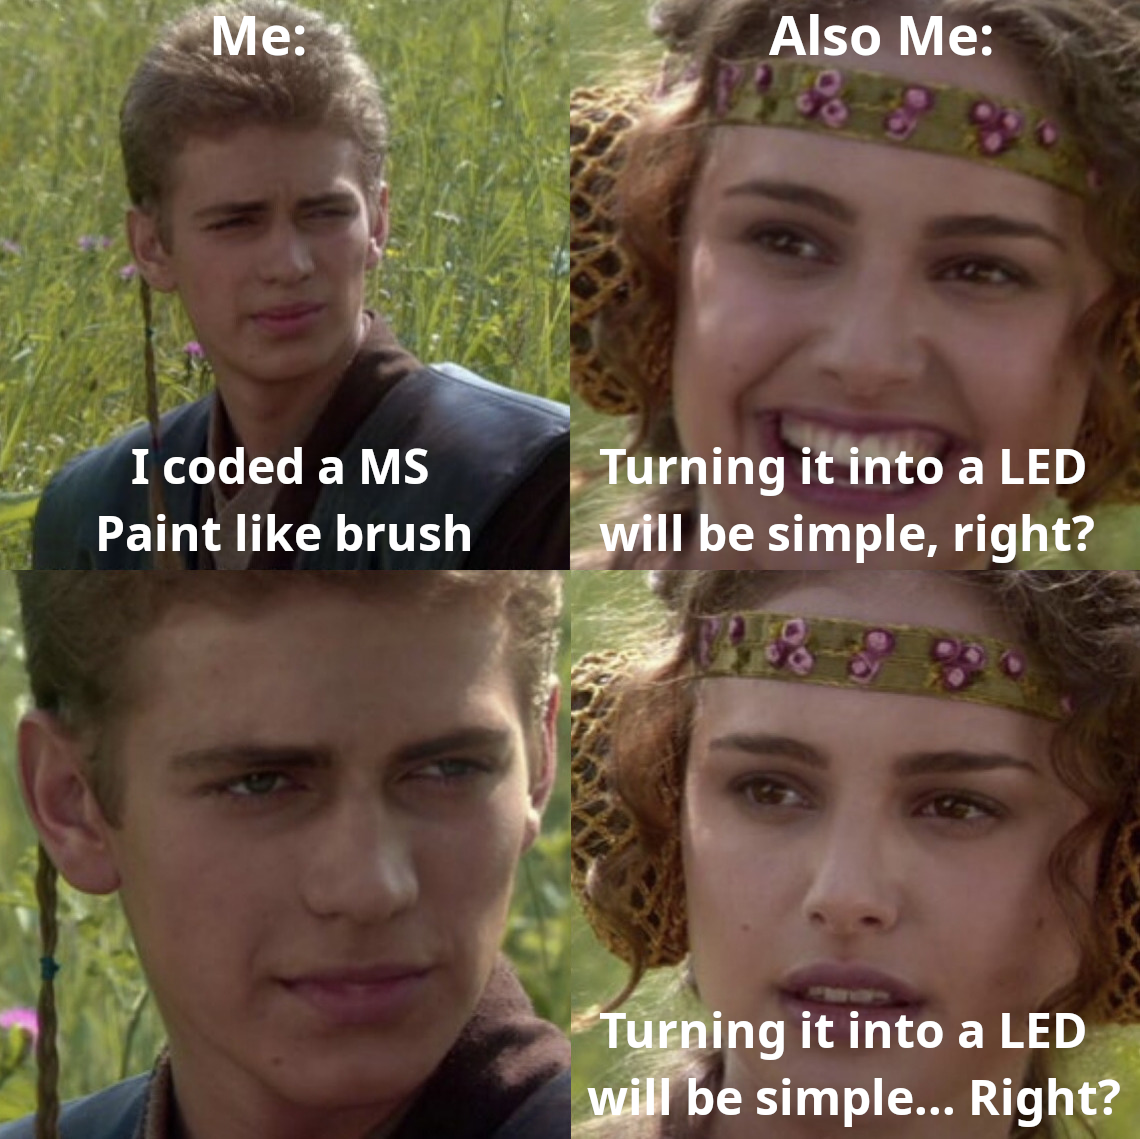 Me:
Also Me:
I coded a MS
Paint like brush
Turning it into a LED
will be simple, right?
Turning it into a LED
will be simple... Right?